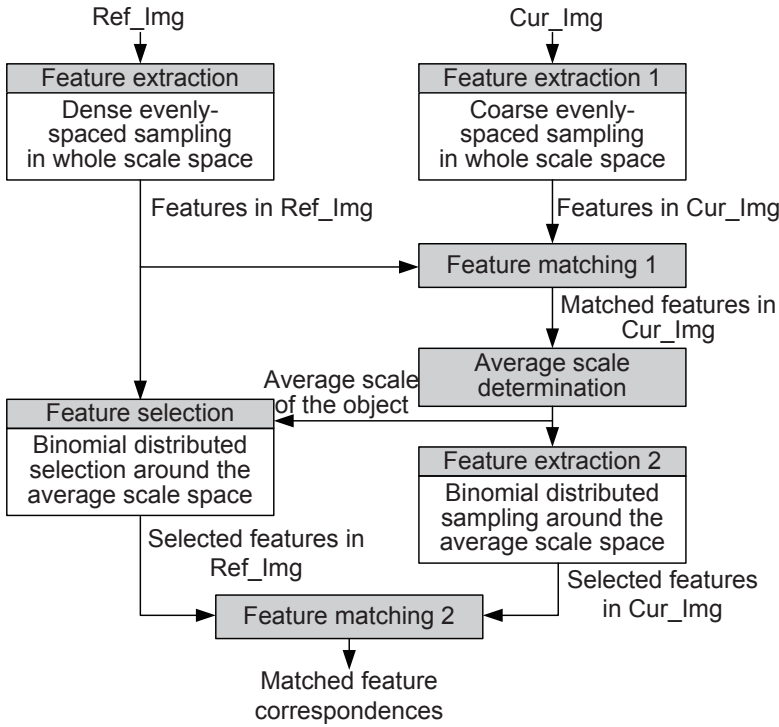 Ref_Img
Cur_Img
Feature extraction
Dense evenly-
spaced sampling
in whole scale space
Feature extraction 1
Coarse evenly-
spaced sampling
in whole scale space
Features in Ref_Img
Features in Cur_Img
Feature matching 1
Matched features in
Cur_Img
Average scale
determination
Average scale
of the object
Feature selection
Binomial distributed
selection around the
average scale space
Feature extraction 2
Binomial distributed
sampling around the
average scale space
Selected features in
Ref_Img
Selected features
in Cur_Img
Feature matching 2
Matched feature
correspondences